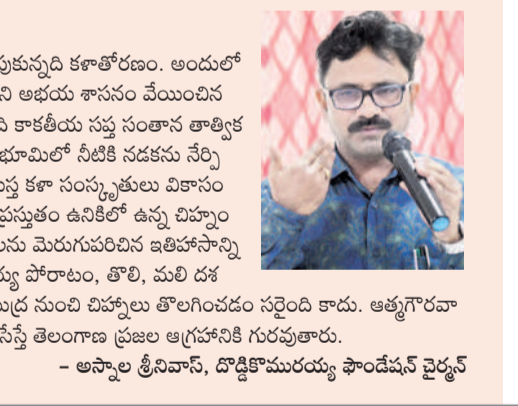 పుకున్నది కళాతోరణం. అందులో
ని అభయ శాసనం వేయించిన
ది కాకతీయ సప్త సంతాన తాత్విక
భూమిలో నీటికి నడకను నేర్పి
స్త కళా సంస్కృతులు వికాసం
ప్రస్తుతం ఉనికిలో ఉన్న చిహ్నం
లను మెరుగుపరిచిన ఇతిహాసాన్ని
య్య పోరాటం, తొలి, మలి దశ
ముద్ర నుంచి చిహ్నాలు తొలగించడం సరైంది కాదు. ఆత్మగౌరవా
సేస్తే తెలంగాణ ప్రజల ఆగ్రహానికి గురవుతారు.
– అస్నాల శ్రీనివాస్, దొడ్డికొమురయ్య ఫౌండేషన్ చైర్మన్